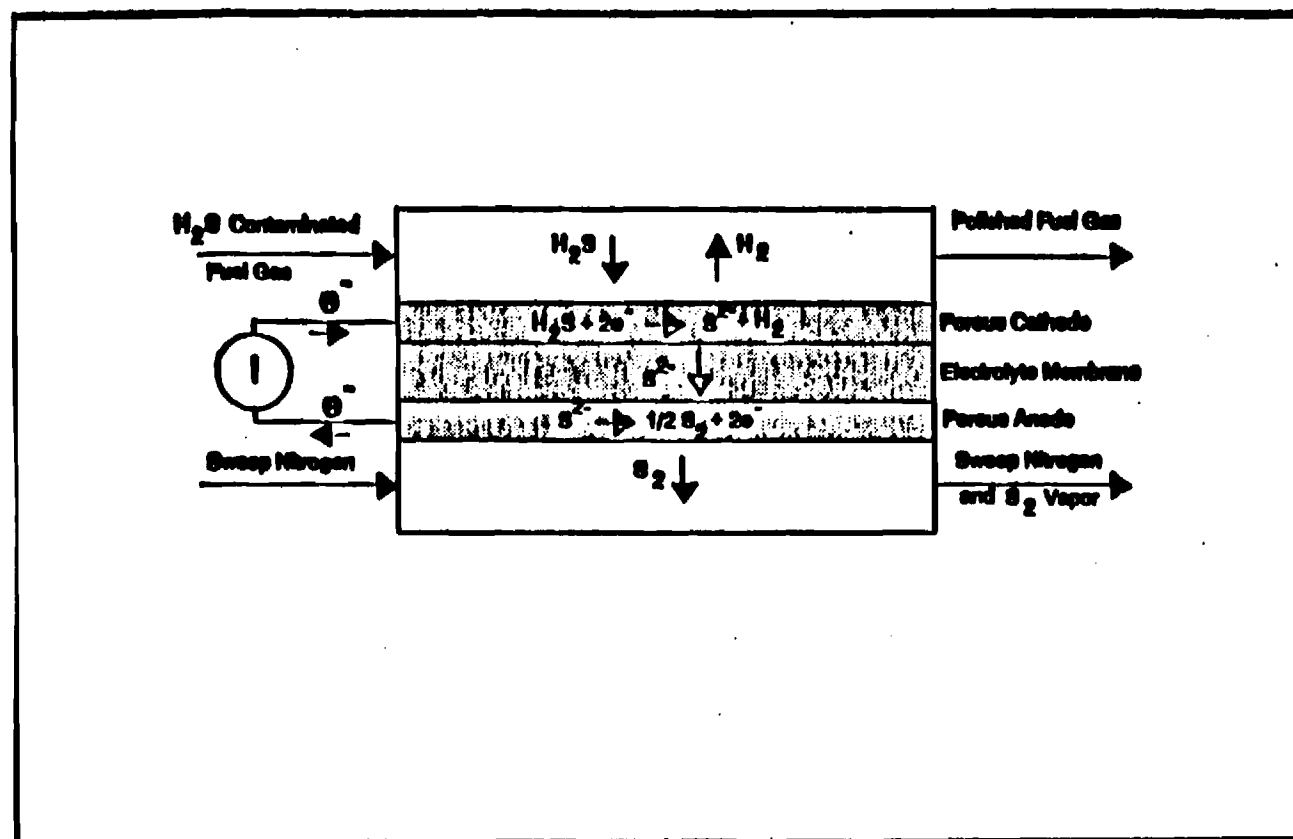 H₂S Contaminated
Fuel Gas
H₂S
H₂
Polished Fuel Gas
e⁻
H₂S + 2e⁻ → S²⁻ + H₂
Porous Cathode
I
S²⁻
Electrolyte Membrane
e⁻
S²⁻ → 1/2 S₂ + 2e⁻
Porous Anode
Sweep Nitrogen
S₂
Sweep Nitrogen
and S₂ Vapor